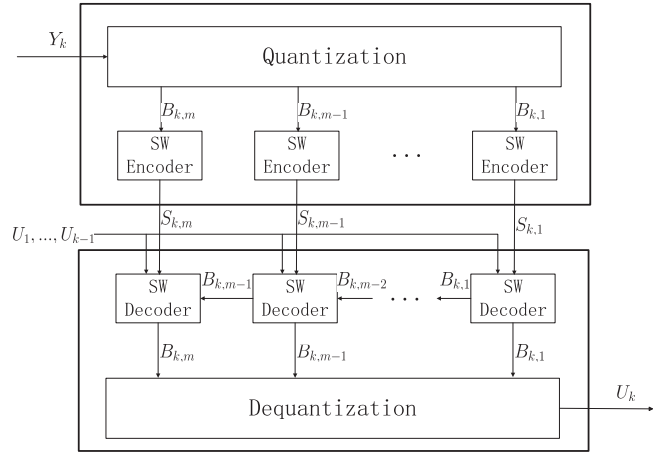 Y_k
Quantization
B_{k,m} B_{k,m-1} B_{k,1}
SW Encoder SW Encoder ... SW Encoder
S_{k,m} S_{k,m-1} S_{k,1}
U_1, ..., U_{k-1}
SW Decoder B_{k,m-1} SW Decoder B_{k,m-2} ... B_{k,1} SW Decoder
B_{k,m} B_{k,m-1} B_{k,1}
Dequantization
U_k